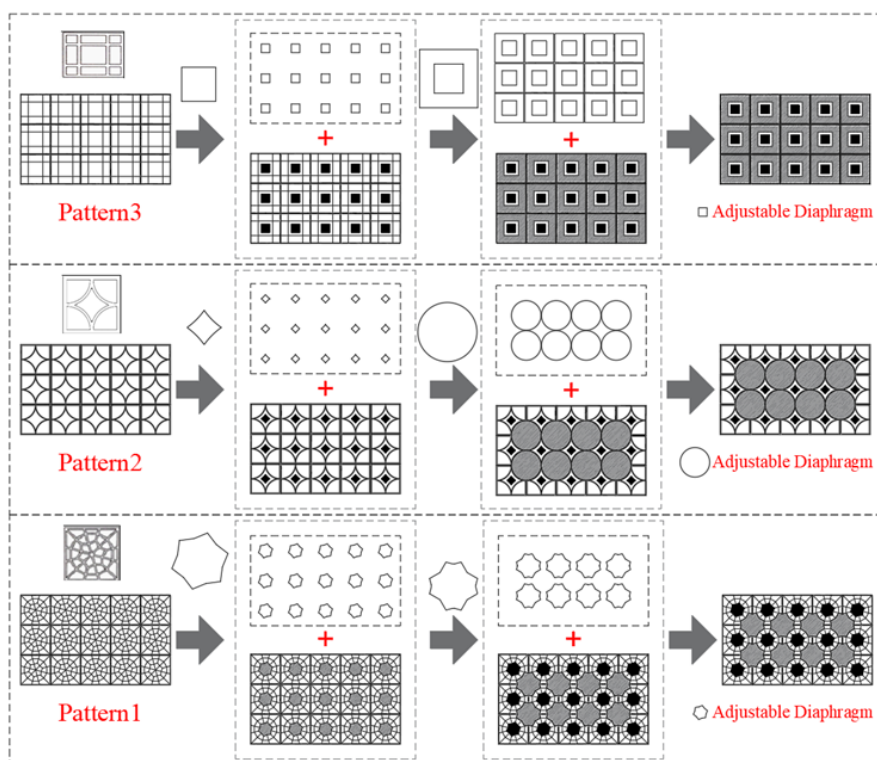 +
+
Pattern3
Adjustable Diaphragm
+
+
Pattern2
Adjustable Diaphragm
+
+
Pattern1
Adjustable Diaphragm